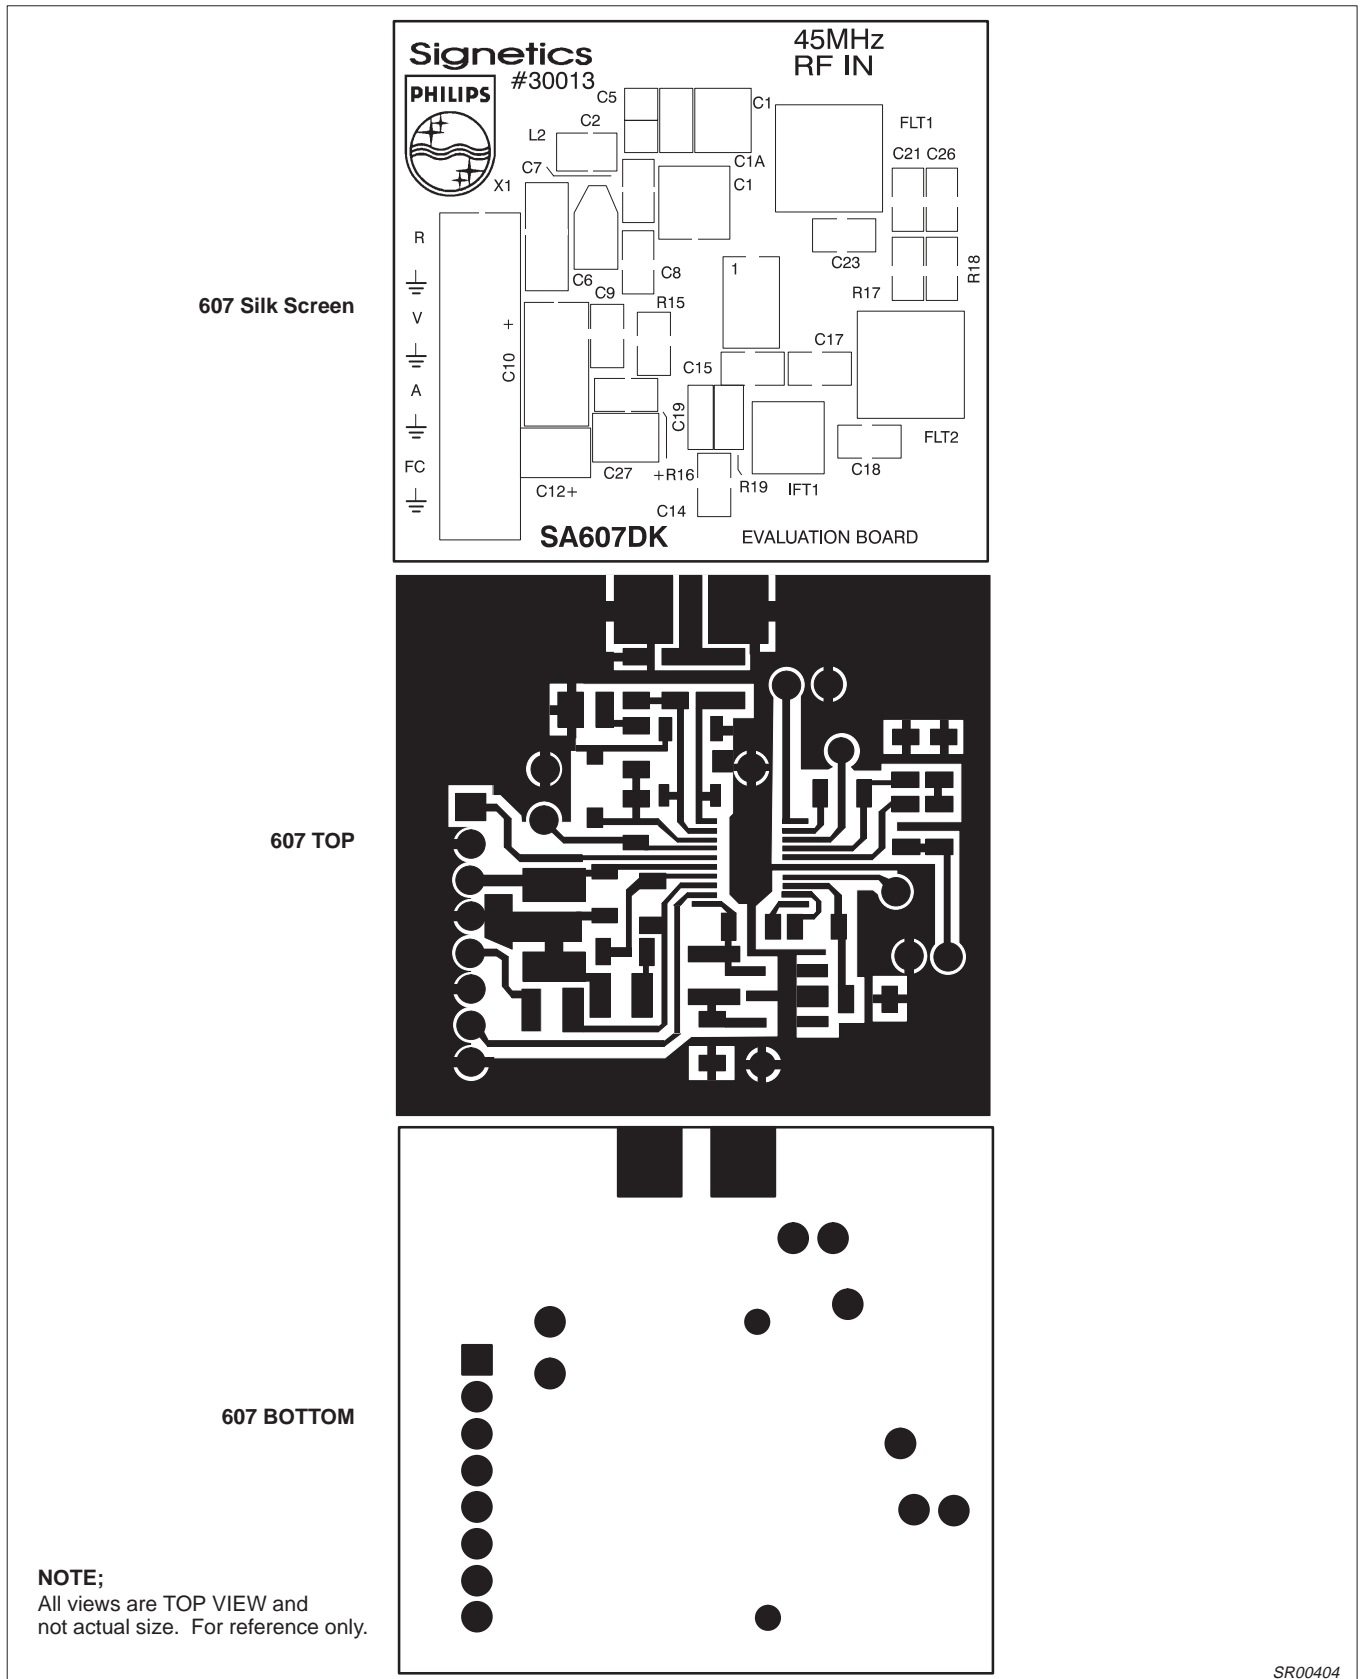 Signetics
#30013
PHILIPS
45MHz
RF IN
C5
C1
C2
L2
C7
X1
C1A
C1
FLT1
C21 C26
R
C6
C8
C23
R17
R18
607 Silk Screen
V
+
C10
C9
R15
1
C15
C17
A
C19
FLT2
FC
C12+
C27
+R16
R19
IFT1
C18
C14
SA607DK
EVALUATION BOARD
607 TOP
607 BOTTOM
NOTE;
All views are TOP VIEW and
not actual size. For reference only.
SR00404